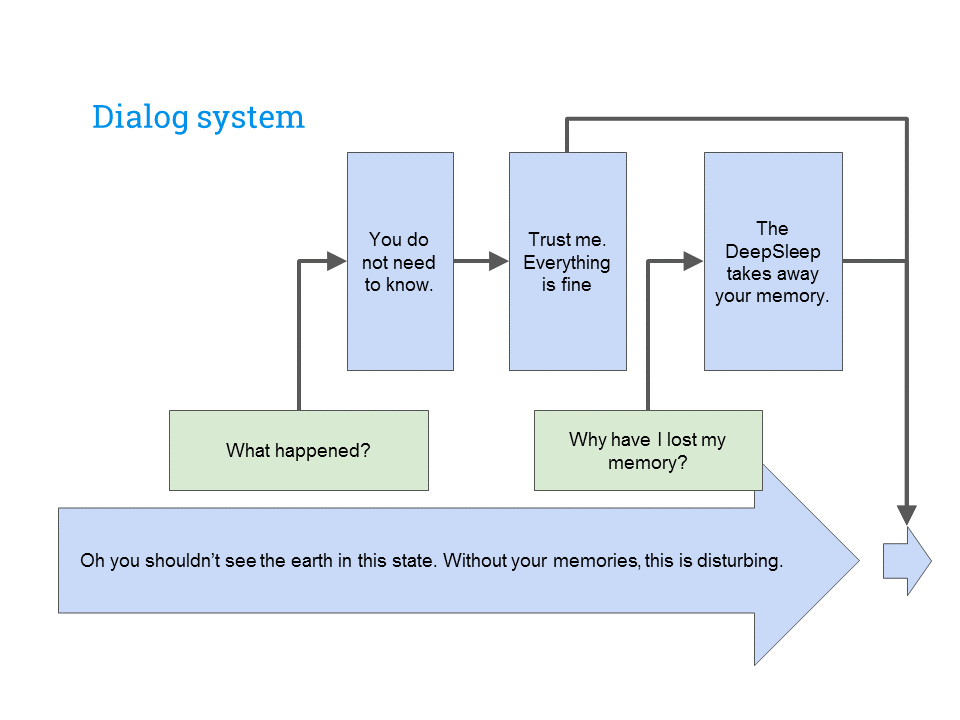 Dialog system
You do
not need
to know.
Trust me.
Everything
is fine
The
DeepSleep
takes away
your memory.
What happened?
Why have I lost my
memory?
Oh you shouldn’t see the earth in this state. Without your memories, this is disturbing.